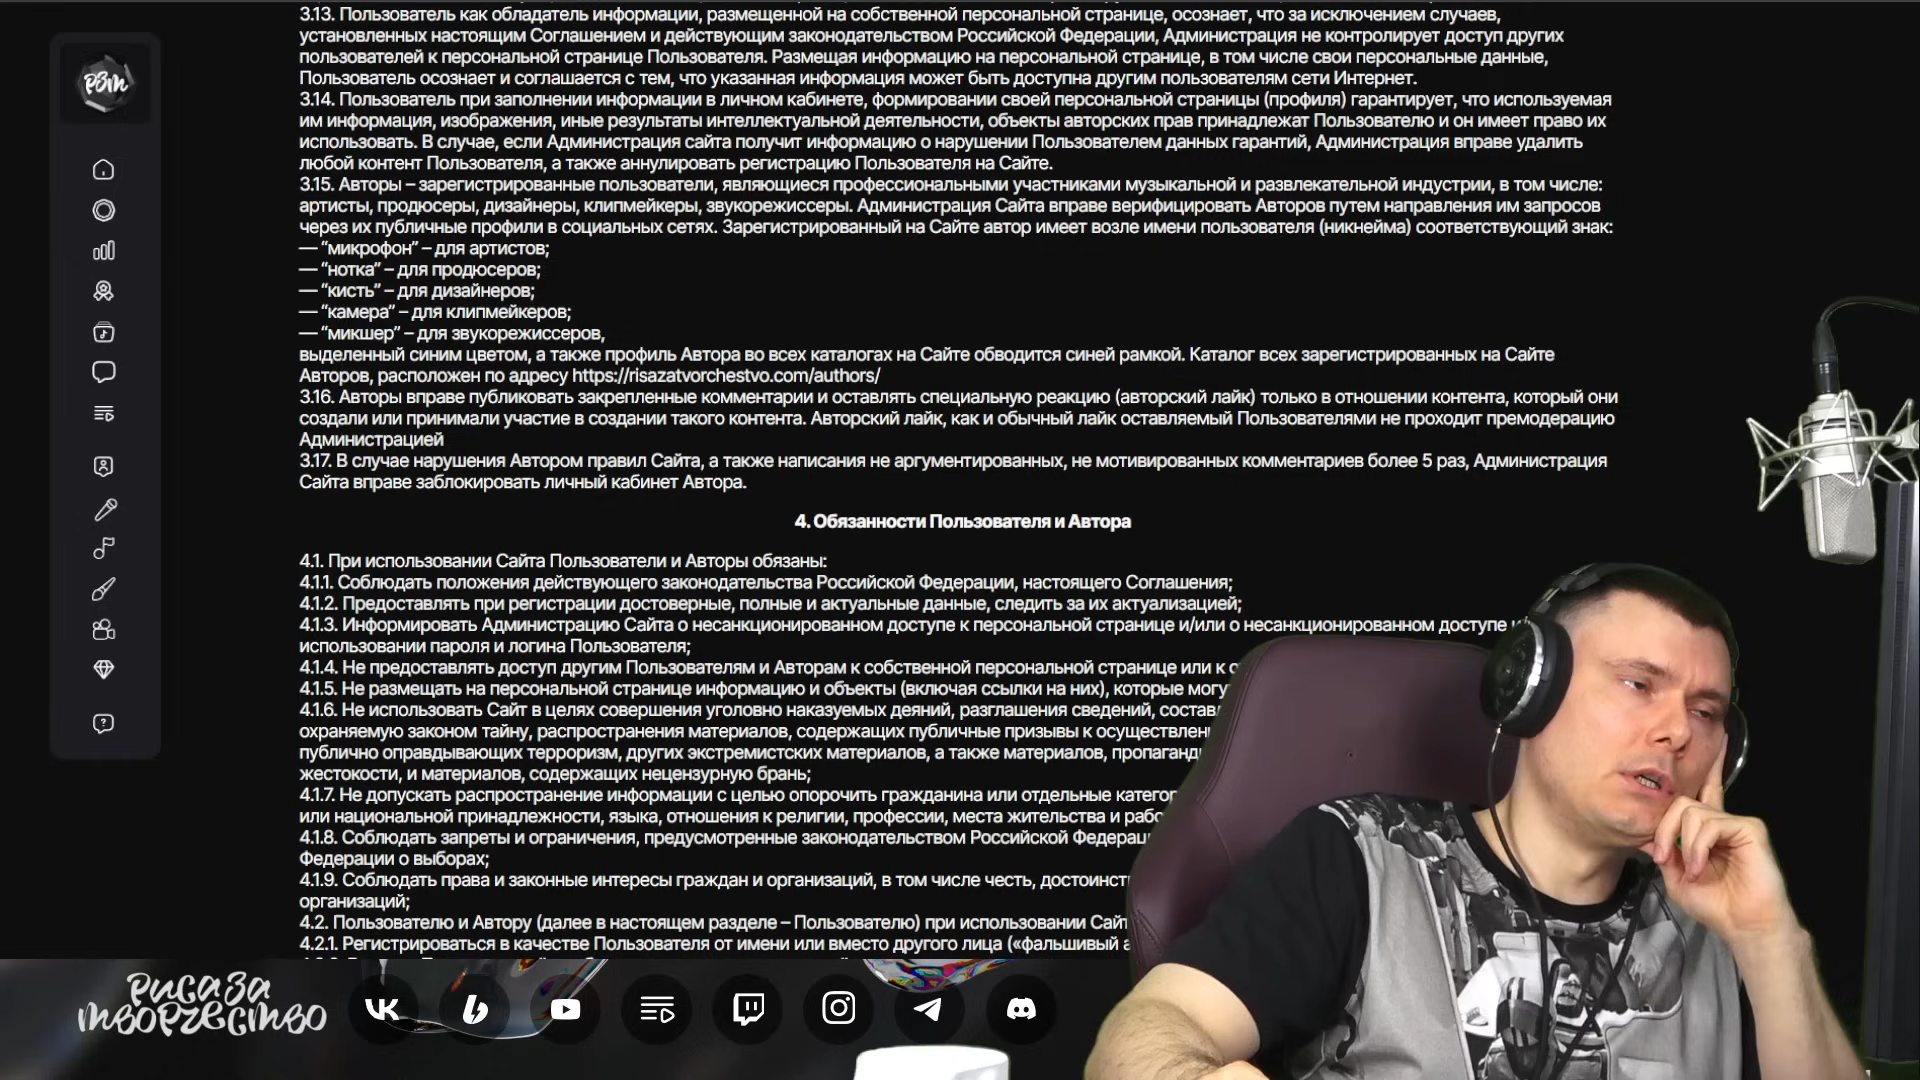 3.13. Пользователь как обладатель информации, размещенной на собственной персональной странице, осознает, что за исключением случаев,
установленных настоящим Соглашением и действующим законодательством Российской Федерации, Администрация не контролирует доступ других
пользователей к персональной странице Пользователя. Размещая информацию на персональной странице, в том числе свои персональные данные,
Пользователь осознает и соглашается с тем, что указанная информация может быть доступна другим пользователям сети Интернет.
3.14. Пользователь при заполнении информации в личном кабинете, формировании своей персональной страницы (профиля) гарантирует, что используемая
им информация, изображения, иные результаты интеллектуальной деятельности, объекты авторских прав принадлежат Пользователю и он имеет право их
использовать. В случае, если Администрация сайта получит информацию о нарушении Пользователем данных гарантий, Администрация вправе удалить
любой контент Пользователя, а также аннулировать регистрацию Пользователя на Сайте.
3.15. Авторы – зарегистрированные пользователи, являющиеся профессиональными участниками музыкальной и развлекательной индустрии, в том числе:
артисты, продюсеры, дизайнеры, клипмейкеры, звукорежиссеры. Администрация Сайта вправе верифицировать Авторов путем направления им запросов
через их публичные профили в социальных сетях. Зарегистрированный на Сайте автор имеет возле имени пользователя (никнейма) соответствующий знак:
— “микрофон” – для артистов;
— “нотка” – для продюсеров;
— “кисть” – для дизайнеров;
— “камера” – для клипмейкеров;
— “микшер” – для звукорежиссеров,
выделенный синим цветом, а также профиль Автора во всех каталогах на Сайте обводится синей рамкой. Каталог всех зарегистрированных на Сайте
Авторов, расположен по адресу https://risazatvorchestvo.com/authors/
3.16. Авторы вправе публиковать закрепленные комментарии и оставлять специальную реакцию (авторский лайк) только в отношении контента, который они
создали или принимали участие в создании такого контента. Авторский лайк, как и обычный лайк оставляемый Пользователями не проходит премодерацию
Администрацией
3.17. В случае нарушения Автором правил Сайта, а также написания не аргументированных, не мотивированных комментариев более 5 раз, Администрация
Сайта вправе заблокировать личный кабинет Автора.
4. Обязанности Пользователя и Автора
4.1. При использовании Сайта Пользователи и Авторы обязаны:
4.1.1. Соблюдать положения действующего законодательства Российской Федерации, настоящего Соглашения;
4.1.2. Предоставлять при регистрации достоверные, полные и актуальные данные, следить за их актуализацией;
4.1.3. Информировать Администрацию Сайта о несанкционированном доступе к персональной странице и/или о несанкционированном доступе
использовании пароля и логина Пользователя;
4.1.4. Не предоставлять доступ другим Пользователям и Авторам к собственной персональной странице или к
4.1.5. Не размещать на персональной странице информацию и объекты (включая ссылки на них), которые
4.1.6. Не использовать Сайт в целях совершения уголовно наказуемых деяний, разглашения сведений,
охраняемую законом тайну, распространения материалов, содержащих публичные призывы к
публично оправдывающих терроризм, других экстремистских материалов, а также материалов,
жестокости, и материалов, содержащих нецензурную брань;
4.1.7. Не допускать распространение информации с целью опорочить гражданина или отдельные
или национальной принадлежности, языка, отношения к религии, профессии, места жительства и
4.1.8. Соблюдать запреты и ограничения, предусмотренные законодательством Российской
Федерации о выборах;
4.1.9. Соблюдать права и законные интересы граждан и организаций, в том числе честь,
организаций;
4.2. Пользователю и Автору (далее в настоящем разделе – Пользователю) при использовании
4.2.1. Регистрироваться в качестве Пользователя от имени или вместо другого лица («фальшивый
РИСАЗА
ТВОРЧЕСТВО